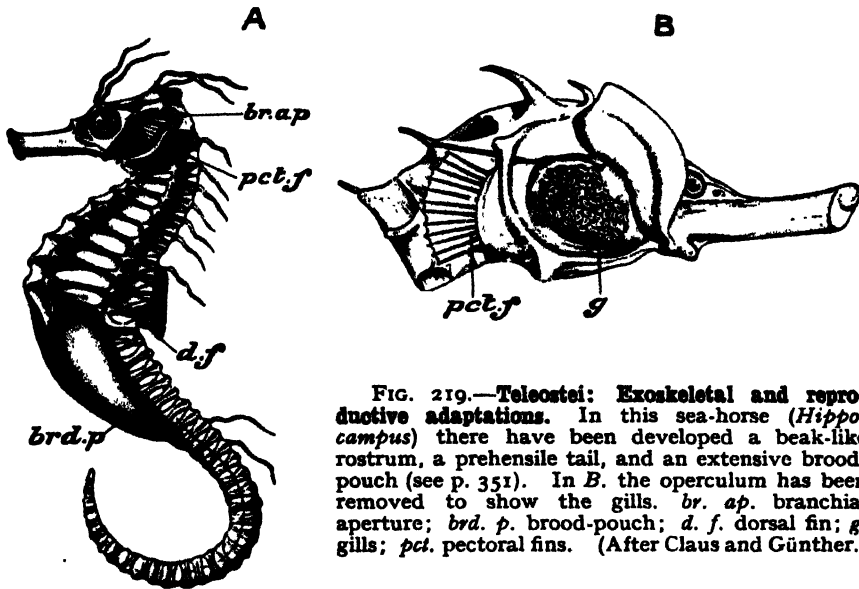 A
B
br.ap
pct.f
d.f
brd.p
pct.f
g
FIG. 219.—Teleostei: Exoskeletal and repro
ductive adaptations. In this sea-horse (Hippo
campus) there have been developed a beak-lik
rostrum, a prehensile tail, and an extensive brood
pouch (see p. 351). In B. the operculum has been
removed to show the gills. br. ap. branchia
aperture; brd. p. brood-pouch; d. f. dorsal fin; g
gills; pct. pectoral fins. (After Claus and Günther.